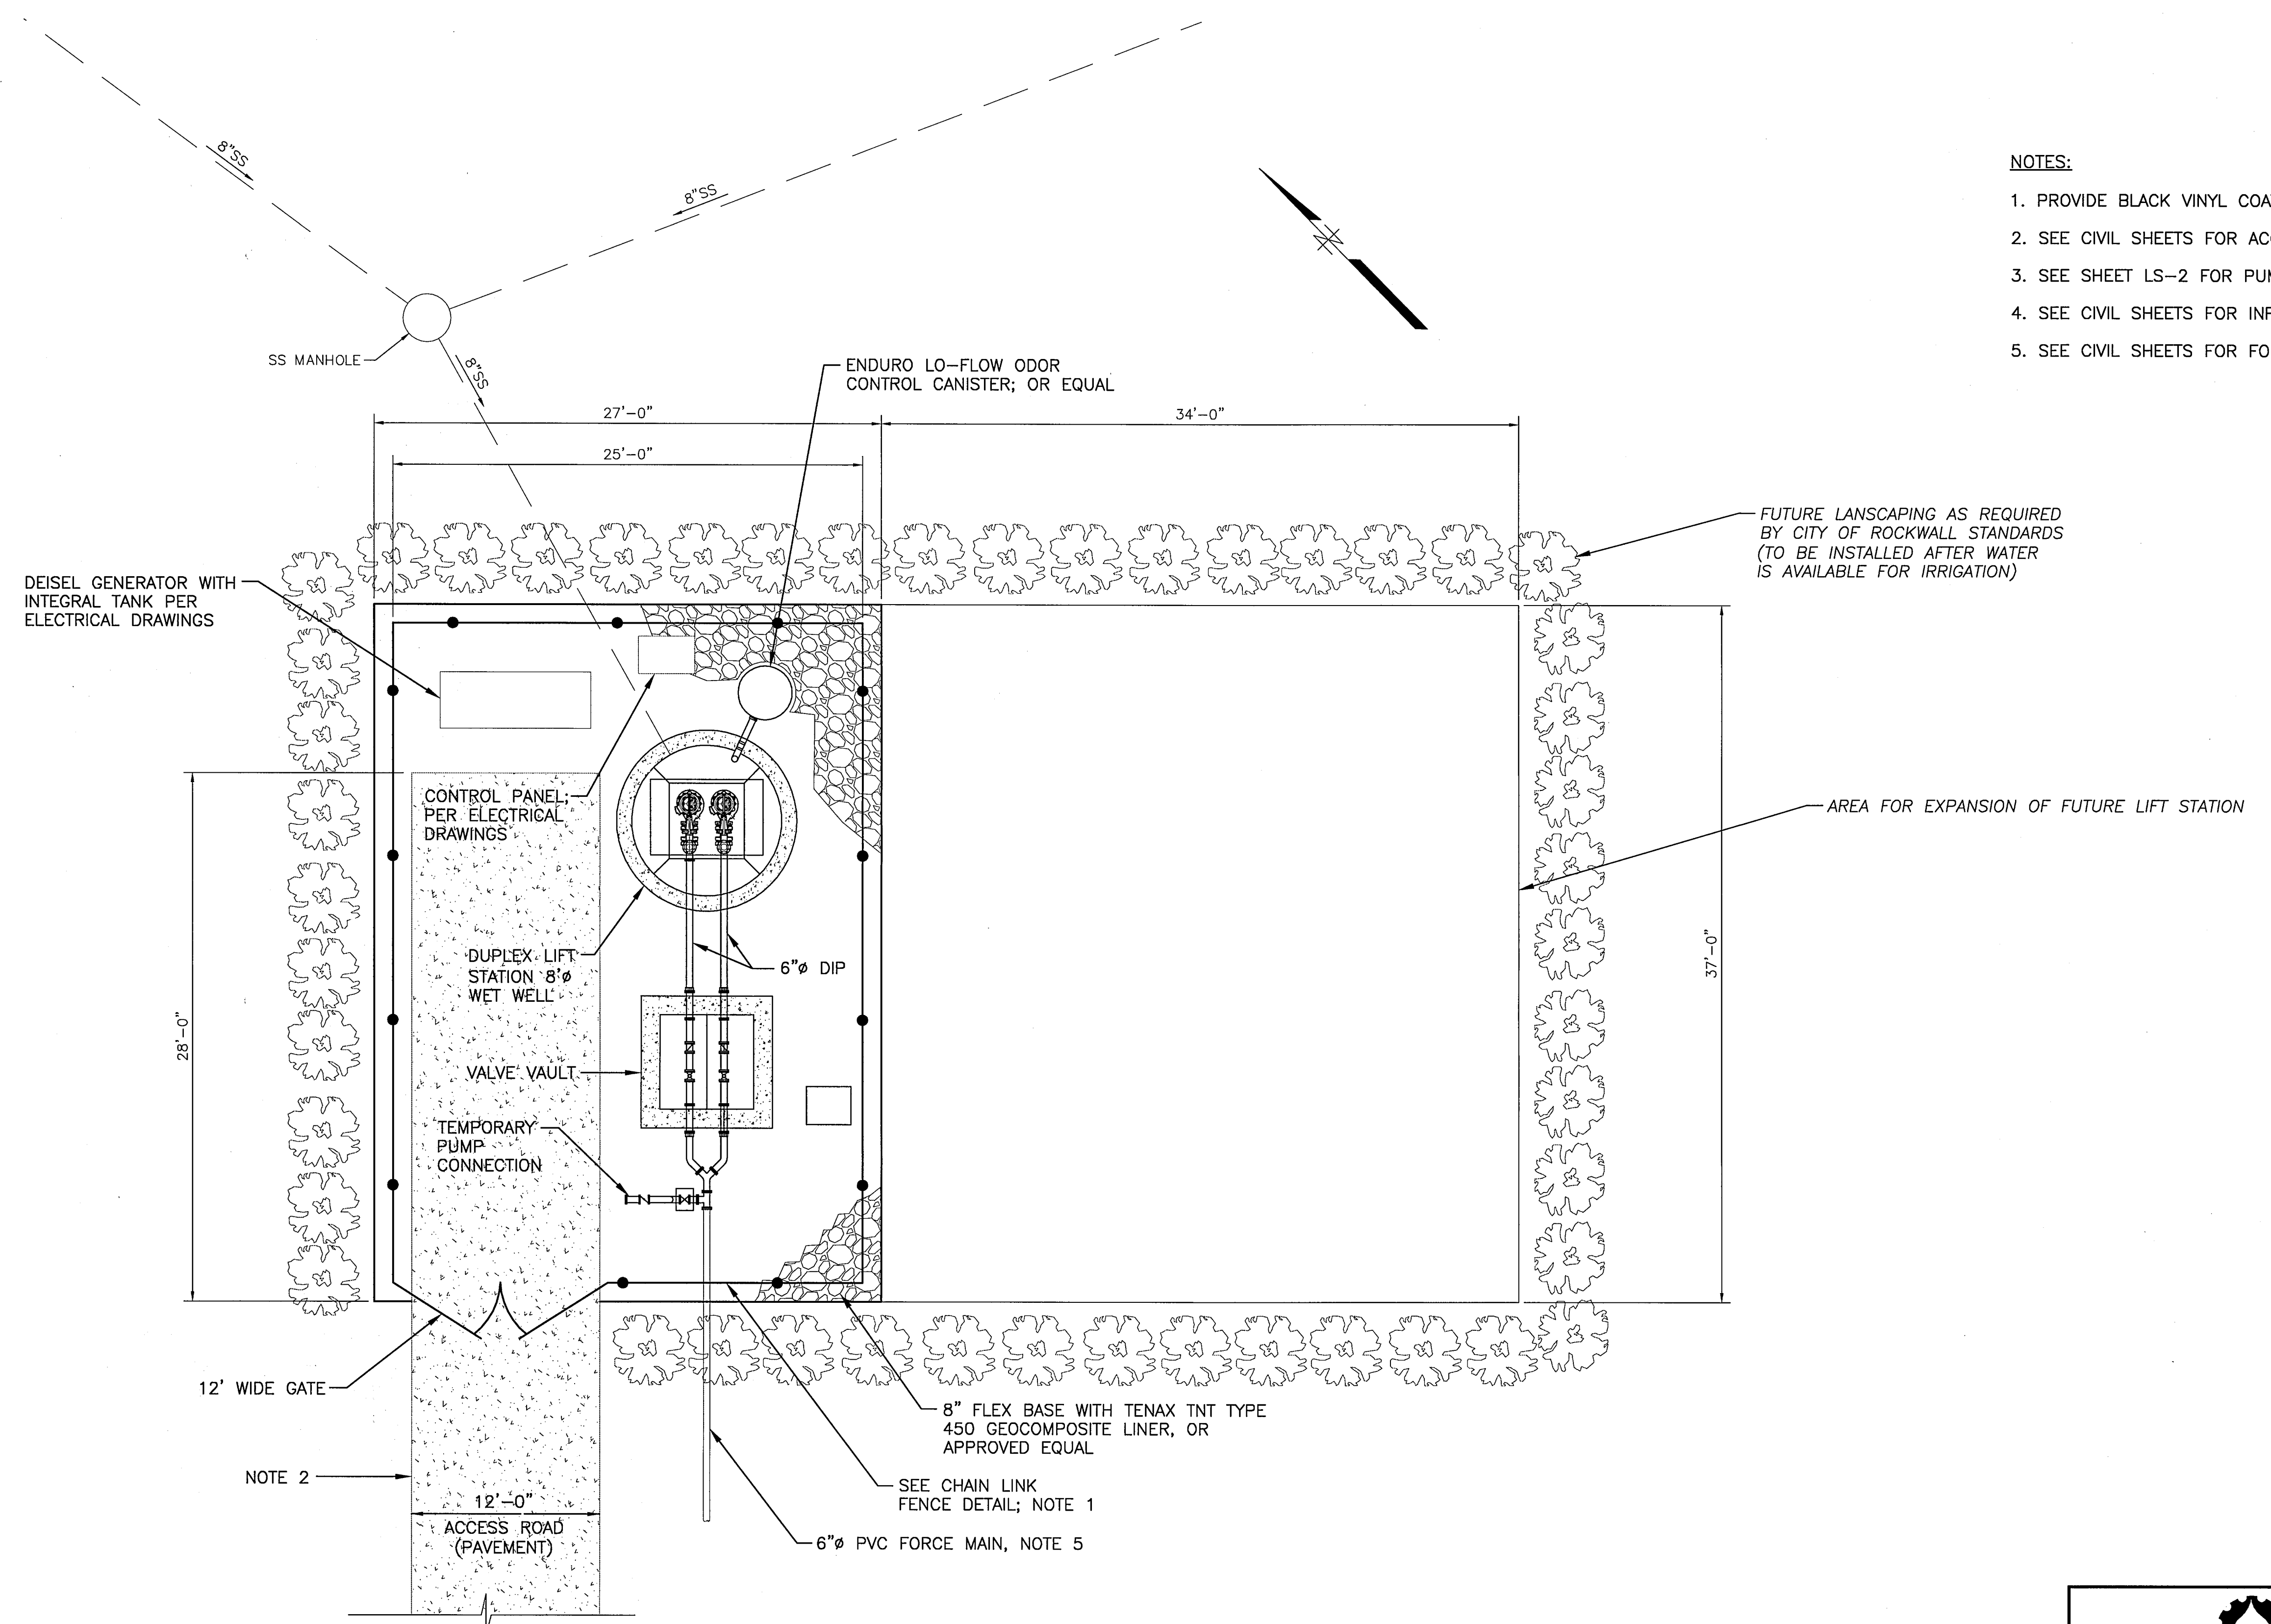 8"SS
8"SS
NOTES:
1. PROVIDE BLACK VINYL
2. SEE CIVIL SHEETS FOR
3. SEE SHEET LS-2 FOR
4. SEE CIVIL SHEETS FOR
5. SEE CIVIL SHEETS FOR
N
SS MANHOLE
8"SS
ENDURO LO-FLOW ODOR
CONTROL CANISTER; OR EQUAL
27'-0"
34'-0"
25'-0"
FUTURE LANSCAPING AS REQUIRED
BY CITY OF ROCKWALL STANDARDS
(TO BE INSTALLED AFTER WATER
IS AVAILABLE FOR IRRIGATION)
DEISEL GENERATOR WITH
INTEGRAL TANK PER
ELECTRICAL DRAWINGS
CONTROL PANEL;
PER ELECTRICAL
DRAWINGS
AREA FOR EXPANSION OF FUTURE LIFT STATION
DUPLEX LIFT
STATION 8'ø
WET WELL
6"ø DIP
37'-0"
28'-0"
VALVE VAULT
TEMPORARY
PUMP
CONNECTION
12' WIDE GATE
8" FLEX BASE WITH TENAX TNT TYPE
450 GEOCOMPOSITE LINER, OR
APPROVED EQUAL
NOTE 2
SEE CHAIN LINK
FENCE DETAIL; NOTE 1
12'-0"
ACCESS ROAD
(PAVEMENT)
6"ø PVC FORCE MAIN, NOTE 5